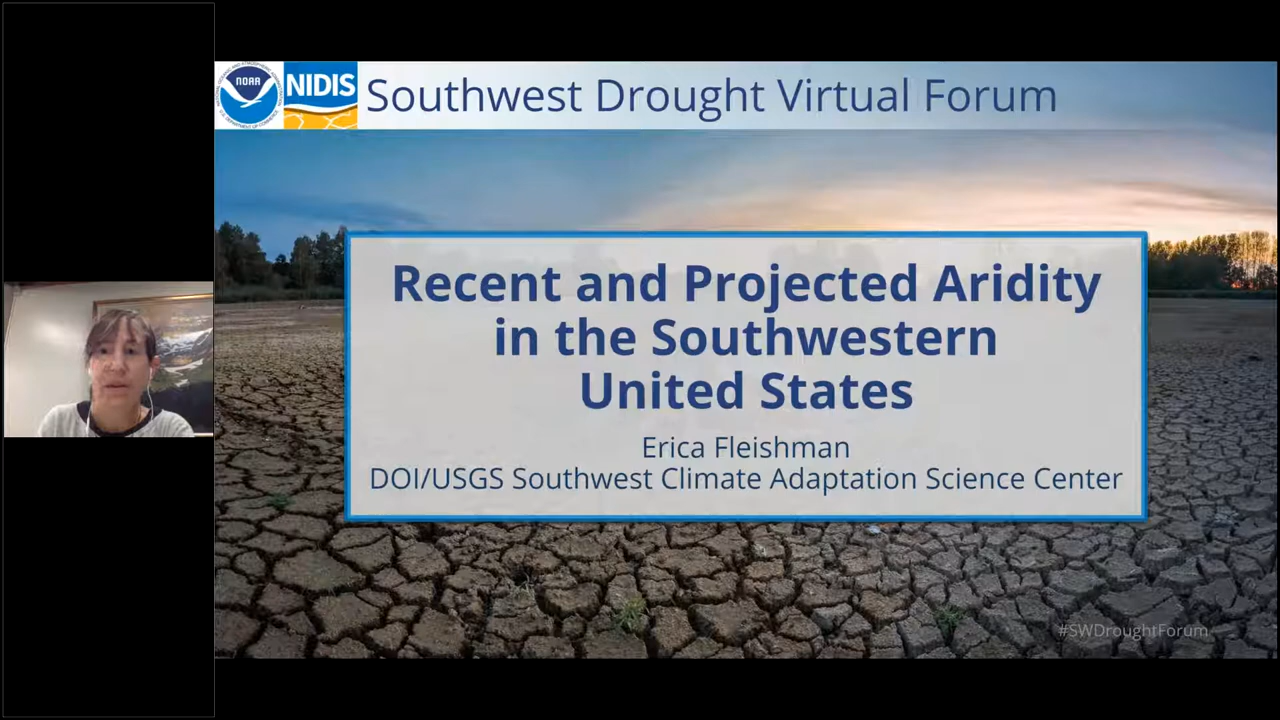 NOAA
NIDIS
Southwest Drought Virtual Forum
Recent and Projected Aridity
in the Southwestern
United States
Erica Fleishman
DOI/USGS Southwest Climate Adaptation Science Center
#SWDroughtForum